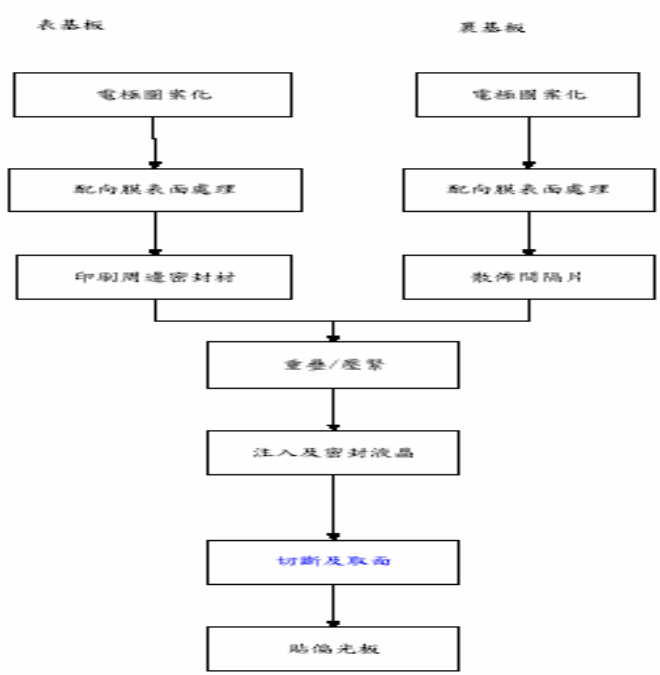 表基板
裏基板
電極圖案化
電極圖案化
配向膜表面處理
配向膜表面處理
印刷周邊密封材
散佈間隔片
重疊/壓緊
注入及密封液晶
切斷及取面
貼偏光板